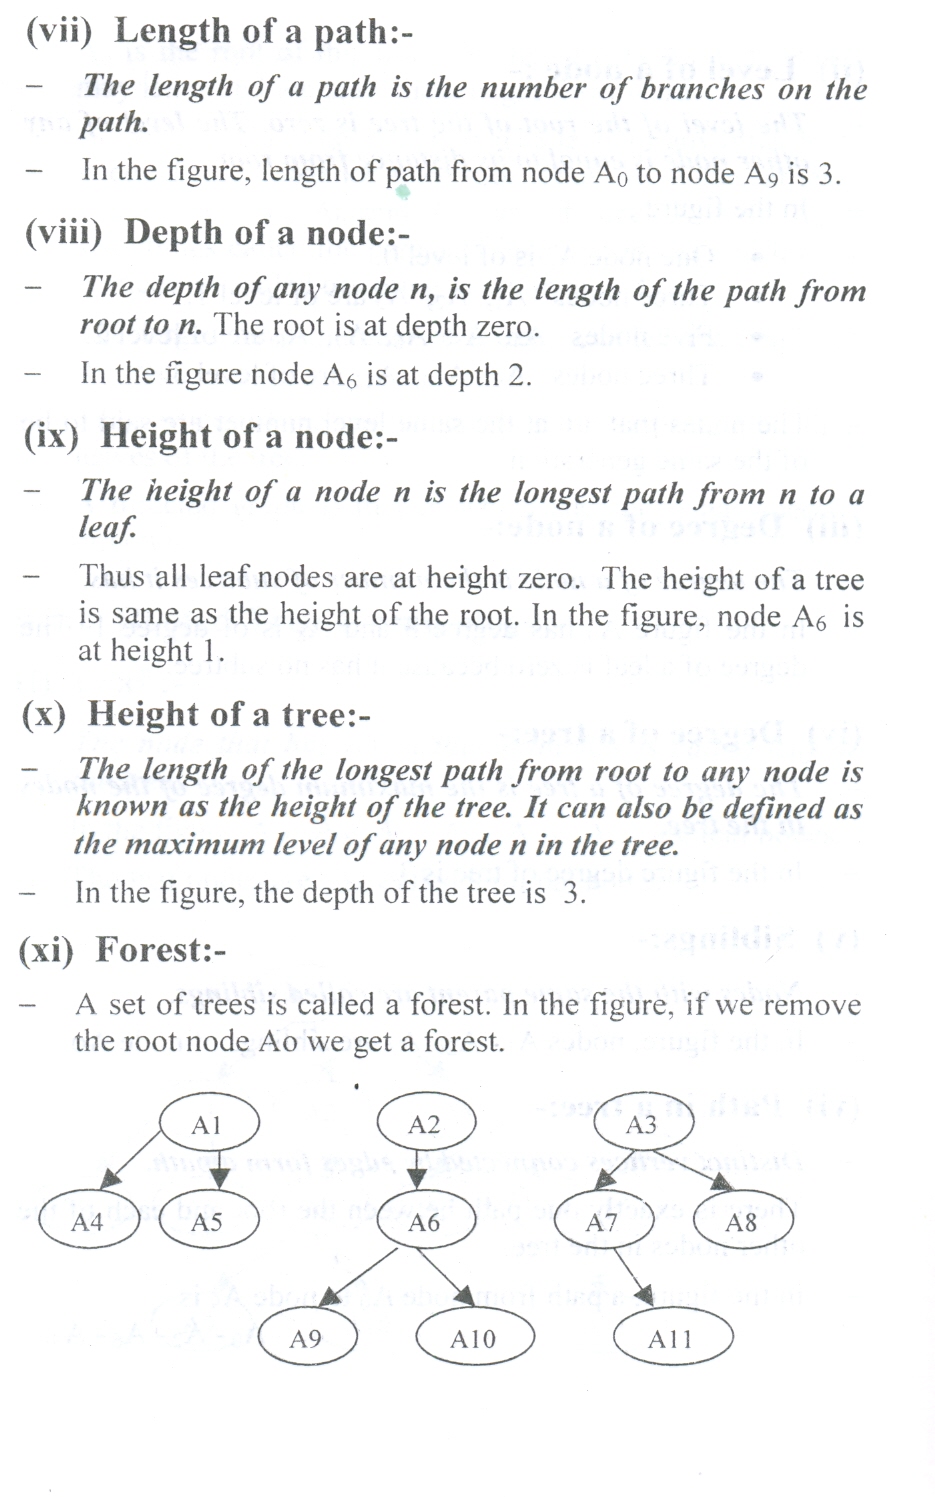 (vii) Length of a path:-
– The length of a path is the number of branches on the
path.
– In the figure, length of path from node A0 to node A9 is 3.
(viii) Depth of a node:-
– The depth of any node n, is the length of the path from
root to n. The root is at depth zero.
– In the figure node A6 is at depth 2.
(ix) Height of a node:-
– The height of a node n is the longest path from n to a
leaf.
– Thus all leaf nodes are at height zero. The height of a tree
is same as the height of the root. In the figure, node A6 is
at height 1.
(x) Height of a tree:-
– The length of the longest path from root to any node is
known as the height of the tree. It can also be defined as
the maximum level of any node n in the tree.
– In the figure, the depth of the tree is 3.
(xi) Forest:-
– A set of trees is called a forest. In the figure, if we remove
the root node Ao we get a forest.
A1 A2 A3
A4 A5 A6 A7 A8
A9 A10 A11